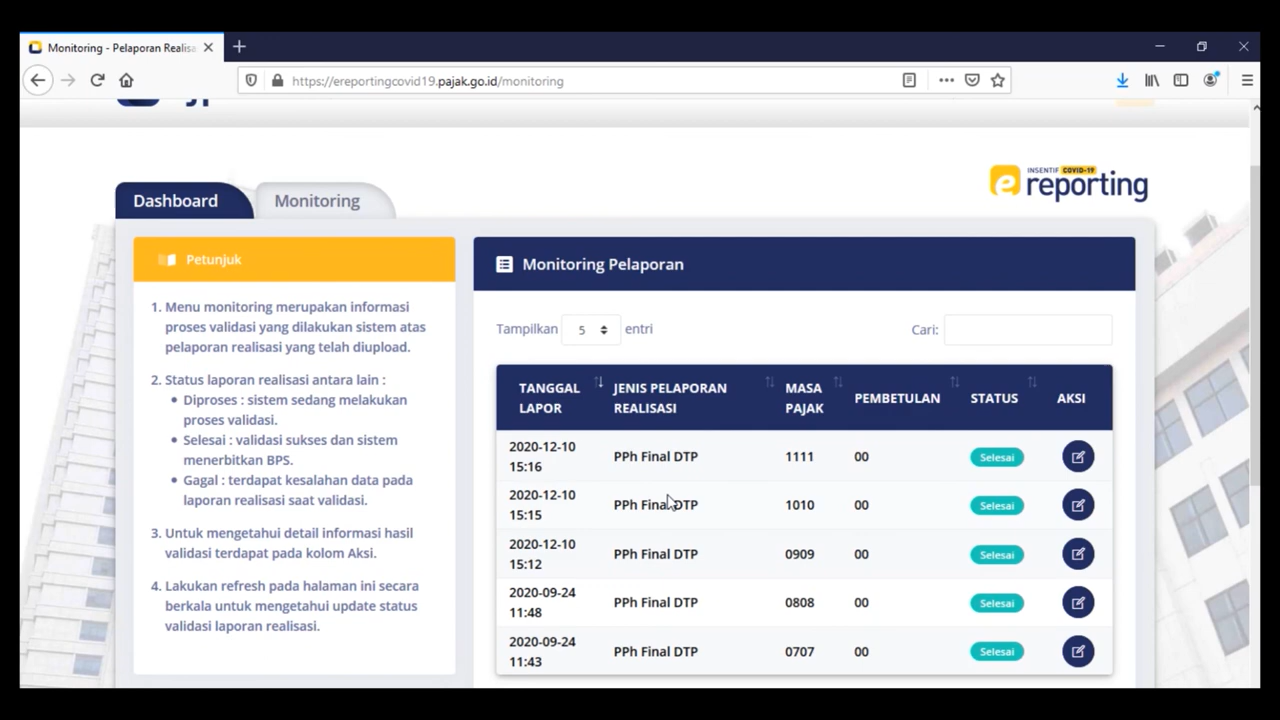 Monitoring - Pelaporan Realisa
https://ereportingcovid19.pajak.go.id/monitoring
INSENTIF COVID-19
e reporting
Dashboard
Monitoring
Petunjuk
1. Menu monitoring merupakan informasi
proses validasi yang dilakukan sistem atas
pelaporan realisasi yang telah diupload.
2. Status laporan realisasi antara lain :
• Diproses : sistem sedang melakukan
proses validasi.
• Selesai : validasi sukses dan sistem
menerbitkan BPS.
• Gagal : terdapat kesalahan data pada
laporan realisasi saat validasi.
3. Untuk mengetahui detail informasi hasil
validasi terdapat pada kolom Aksi.
4. Lakukan refresh pada halaman ini secara
berkala untuk mengetahui update status
validasi laporan realisasi.
Monitoring Pelaporan
Tampilkan 5 entri
Cari:
TANGGAL LAPOR JENIS PELAPORAN REALISASI MASA PAJAK PEMBETULAN STATUS AKSI
2020-12-10 15:16 PPh Final DTP 1111 00 Selesai
2020-12-10 15:15 PPh Final DTP 1010 00 Selesai
2020-12-10 15:12 PPh Final DTP 0909 00 Selesai
2020-09-24 11:48 PPh Final DTP 0808 00 Selesai
2020-09-24 11:43 PPh Final DTP 0707 00 Selesai